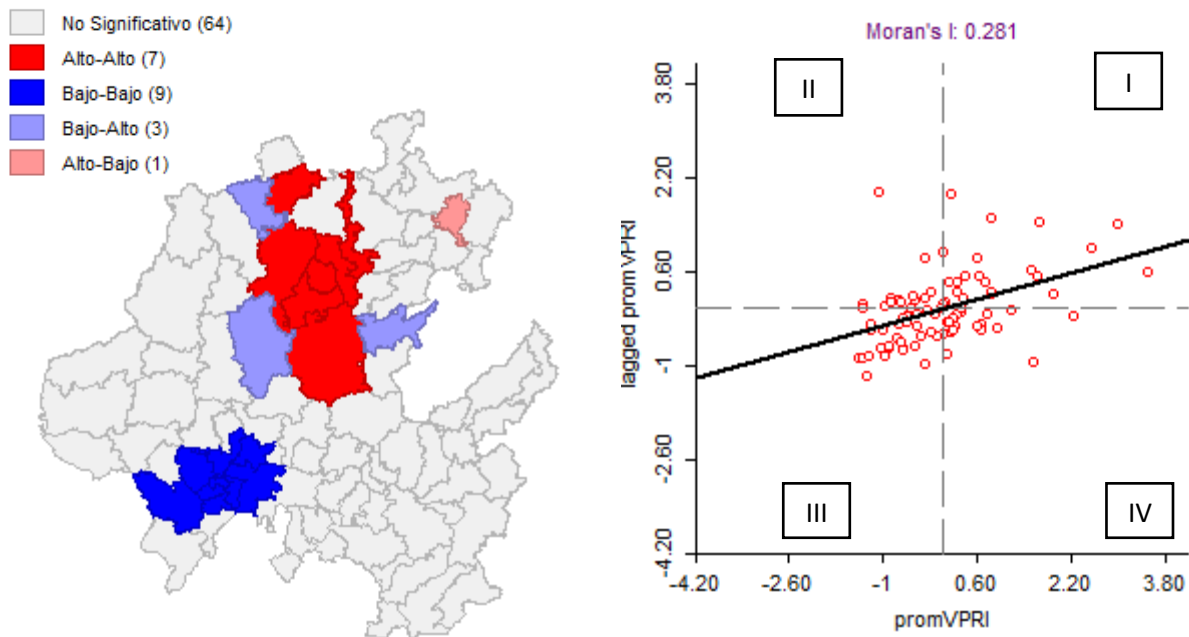 No Significativo (64)
Alto-Alto (7)
Bajo-Bajo (9)
Bajo-Alto (3)
Alto-Bajo (1)
Moran's I: 0.281
II
I
III
IV
lagged promVPRI
3.80
2.20
0.60
-1
-2.60
-4.20
-4.20 -2.60 -1 0.60 2.20 3.80
promVPRI